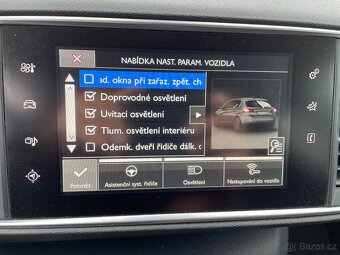 NABÍDKA NAST. PARAM. VOZIDLA
ad. okna při zařaz. zpět. ch
Doprovodné osvětlení
Uvítací osvětlení
Tlum. osvětlení interiéru
Odemk. dveří řidiče dálk. o
Potvrdit
Asistenční syst. řidiče
Osvětlení
Nastupování do vozidla
Bazoš.cz